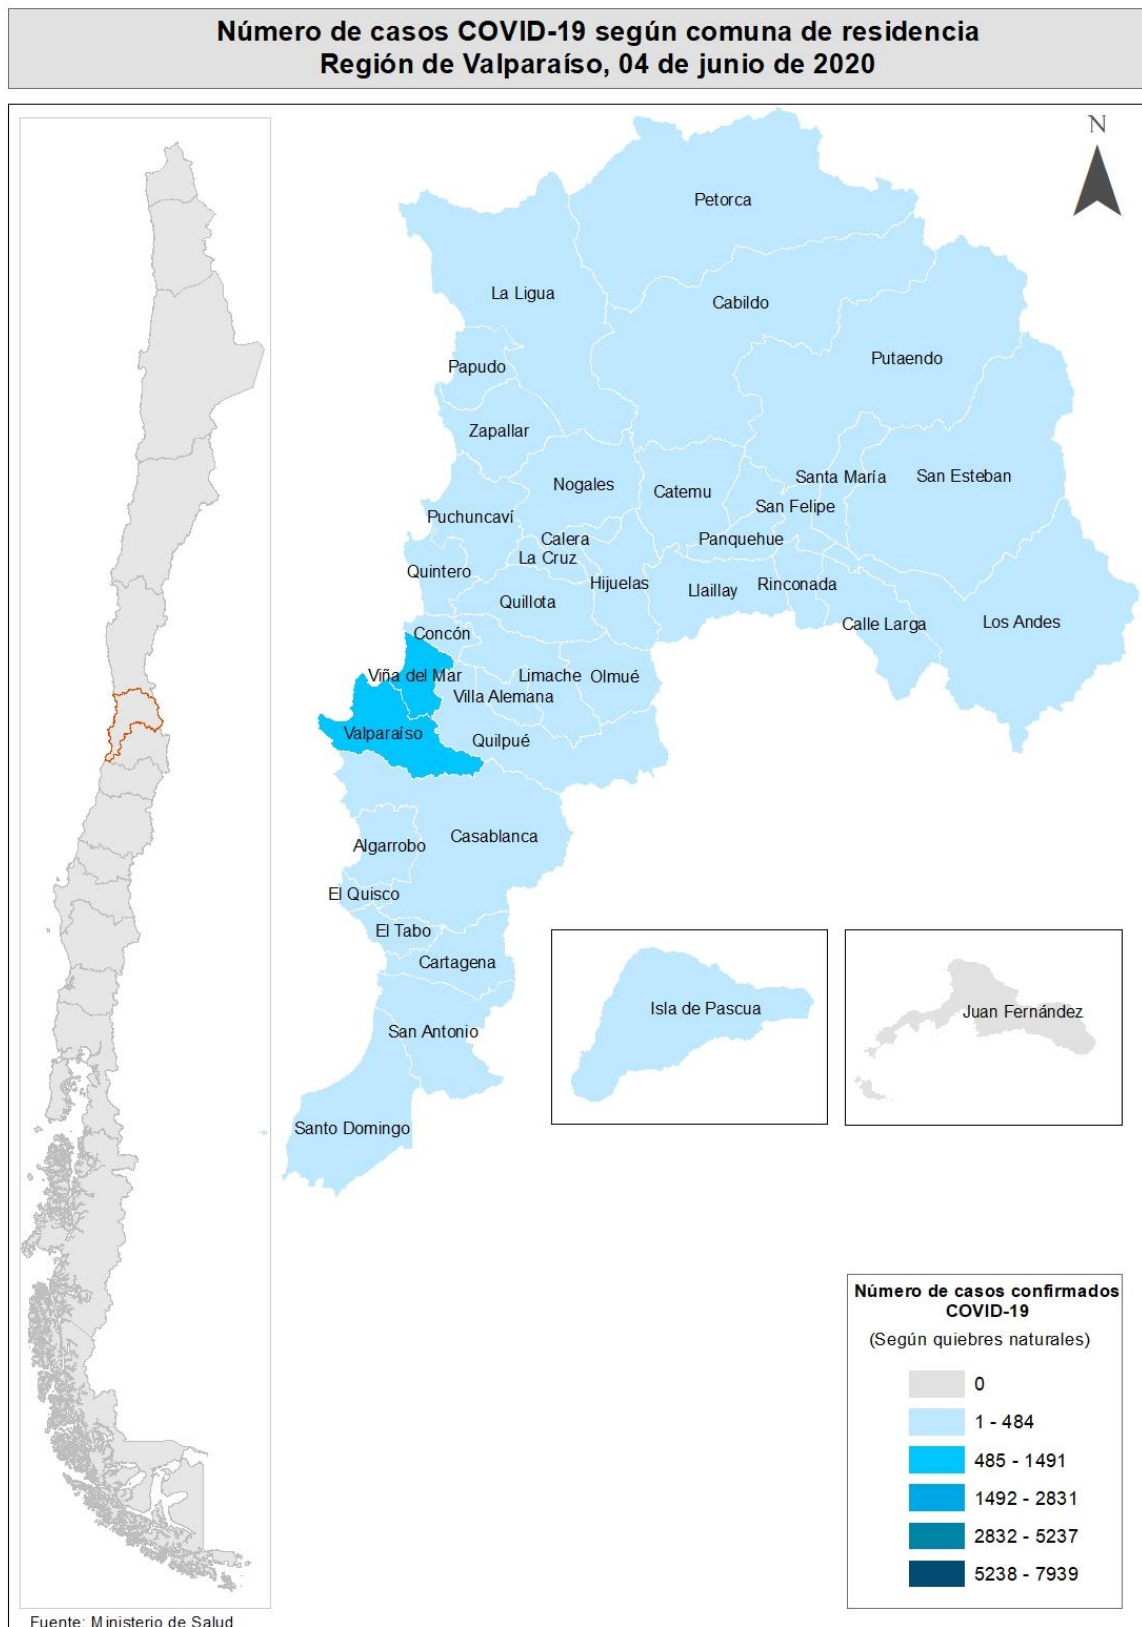 Número de casos COVID-19 según comuna de residencia
Región de Valparaíso, 04 de junio de 2020
N
Petorca
La Ligua
Cabildo
Putaendo
Papudo
Zapallar
Santa María
San Esteban
Nogales
Catemu
San Felipe
Puchuncaví
Calera
Panquehue
La Cruz
Quintero
Hijuelas
Llaillay
Rinconada
Quillota
Calle Larga
Los Andes
Concón
Viña del Mar
Limache
Olmué
Villa Alemana
Valparaíso
Quilpué
Casablanca
Algarrobo
El Quisco
El Tabo
Cartagena
San Antonio
Santo Domingo
Isla de Pascua
Juan Fernández
Número de casos confirmados
COVID-19
(Según quiebres naturales)
0
1 - 484
485 - 1491
1492 - 2831
2832 - 5237
5238 - 7939
Fuente: Ministerio de Salud